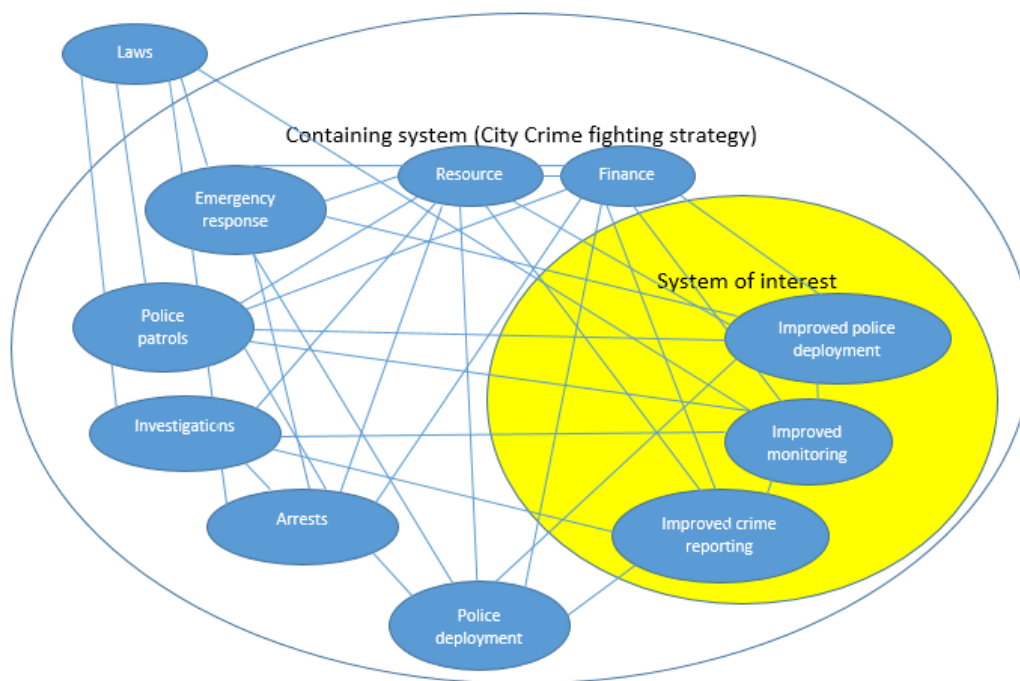 Laws
Containing system (City Crime fighting strategy)
Resource
Finance
Emergency
response
System of interest
Police
patrols
Improved police
deployment
Investigations
Improved
monitoring
Arrests
Improved crime
reporting
Police
deployment